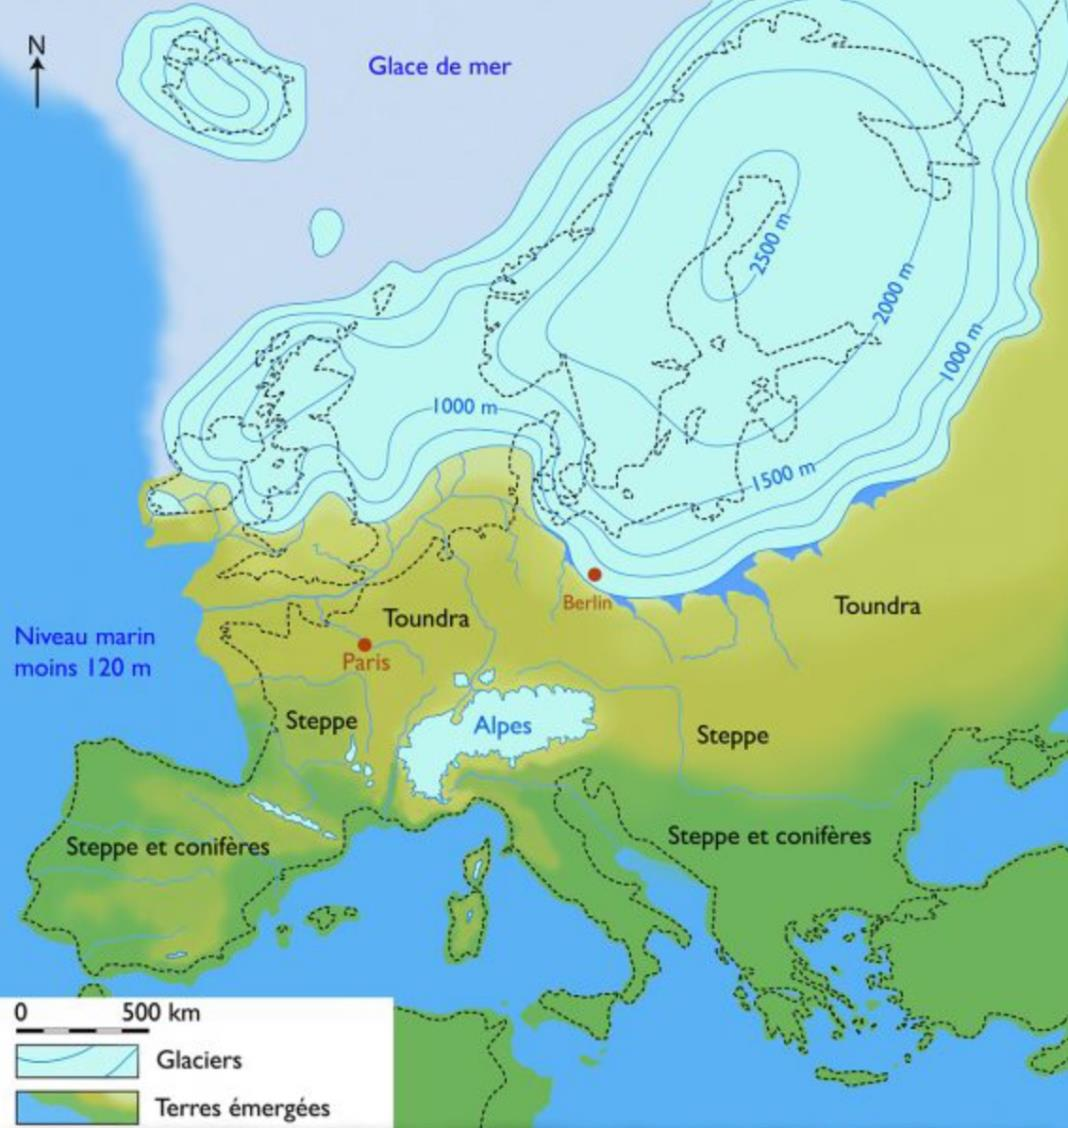 N
Glace de mer
2500 m
2000 m
1000 m
1000 m
1500 m
Berlin
Toundra
Toundra
Niveau marin
moins 120 m
Paris
Steppe
Alpes
Steppe
Steppe et conifères
Steppe et conifères
0 500 km
Glaciers
Terres émergées